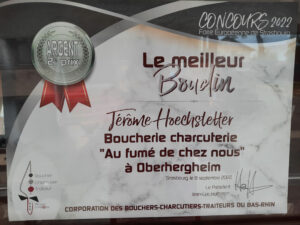 CONCOURS 2022
Foire Européenne de Strasbourg
ARGENT
2e prix
Le meilleur
Boudin
Jérôme Hoechstetter
Boucherie charcuterie
"Au fumé de chez nous"
à Oberhergheim
Strasbourg le 9 septembre 2022
Le Président
CORPORATION DES BOUCHERS-CHARCUTIERS-TRAITEURS DU BAS-RHIN